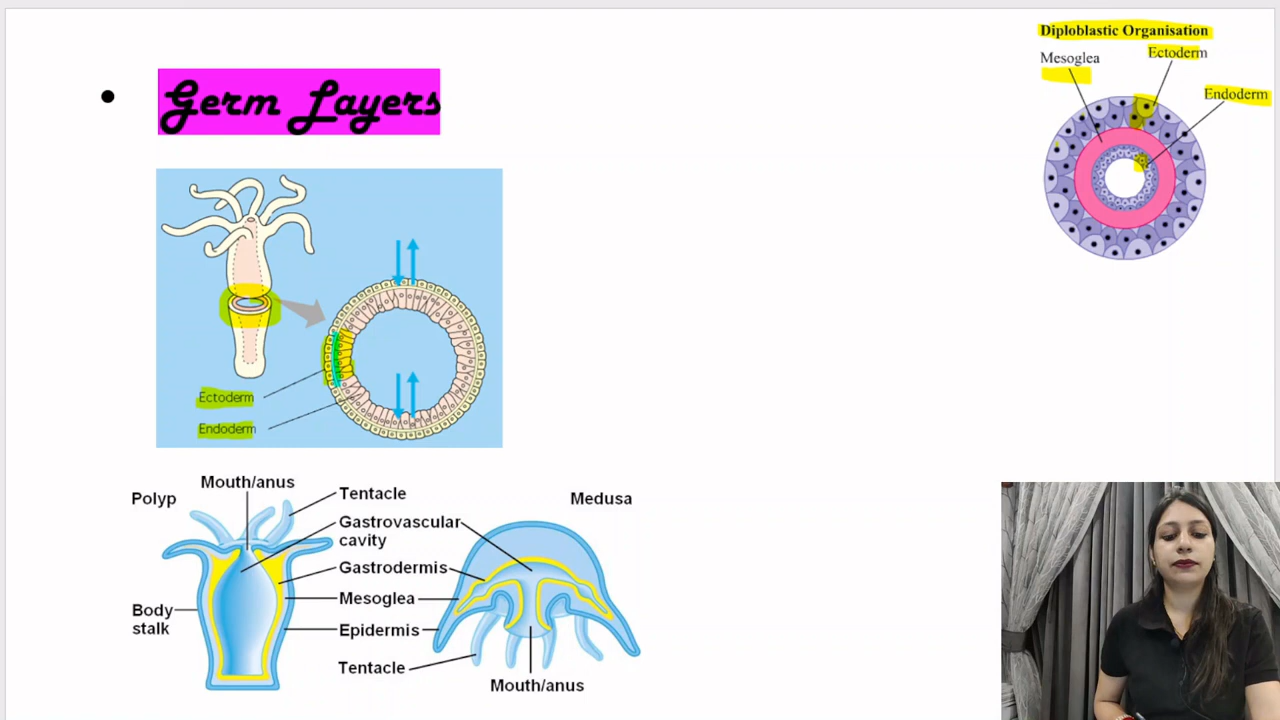 Diploblastic Organisation
Mesoglea
Ectoderm
Endoderm
• Germ Layers
Ectoderm
Endoderm
Polyp
Mouth/anus
Tentacle
Medusa
Gastrovascular
cavity
Gastrodermis
Mesoglea
Body
stalk
Epidermis
Tentacle
Mouth/anus